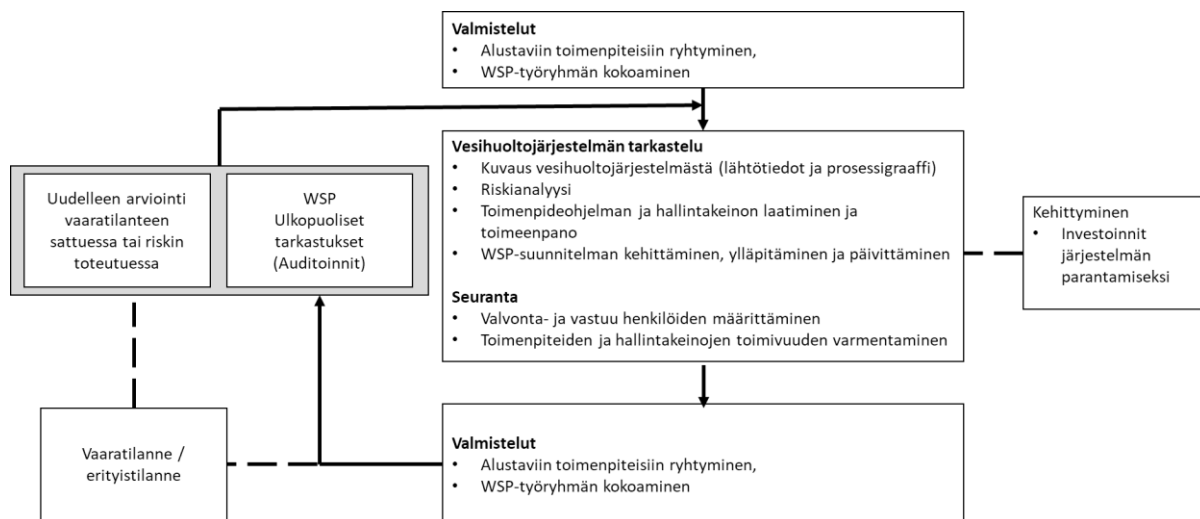 Valmistelut
• Alustaviin toimenpiteisiin ryhtyminen,
• WSP-työryhmän kokoaminen
Vesihuoltojärjestelmän tarkastelu
• Kuvaus vesihuoltojärjestelmästä (lähtötiedot ja prosessigraaffi)
• Riskianalyysi
• Toimenpideohjelman ja hallintakeinon laatiminen ja
toimeenpano
• WSP-suunnitelman kehittäminen, ylläpitäminen ja päivittäminen
Seuranta
• Valvonta- ja vastuu henkilöiden määrittäminen
• Toimenpiteiden ja hallintakeinojen toimivuuden varmentaminen
Uudelleen arviointi
vaaratilanteen
sattuessa tai riskin
toteutuessa
WSP
Ulkopuoliset
tarkastukset
(Auditoinnit)
Kehittyminen
• Investoinnit
järjestelmän
parantamiseksi
Vaaratilanne /
erityistilanne
Valmistelut
• Alustaviin toimenpiteisiin ryhtyminen,
• WSP-työryhmän kokoaminen